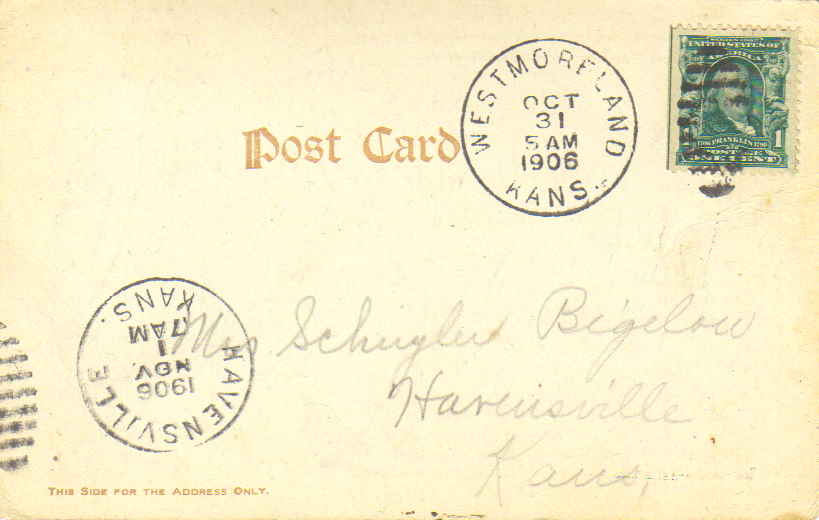 Post Card
WESTMORELAND
OCT
31
5 AM
1906
KANS.
UNITED STATES OF
AMERICA
FRANKLIN
POSTAGE
ONE CENT
1
HAVENSVILLE
KANS.
7 AM
1
NOV.
1906
Mrs Schuyler Bigelow
Havensville
Kans.
THIS SIDE FOR THE ADDRESS ONLY.